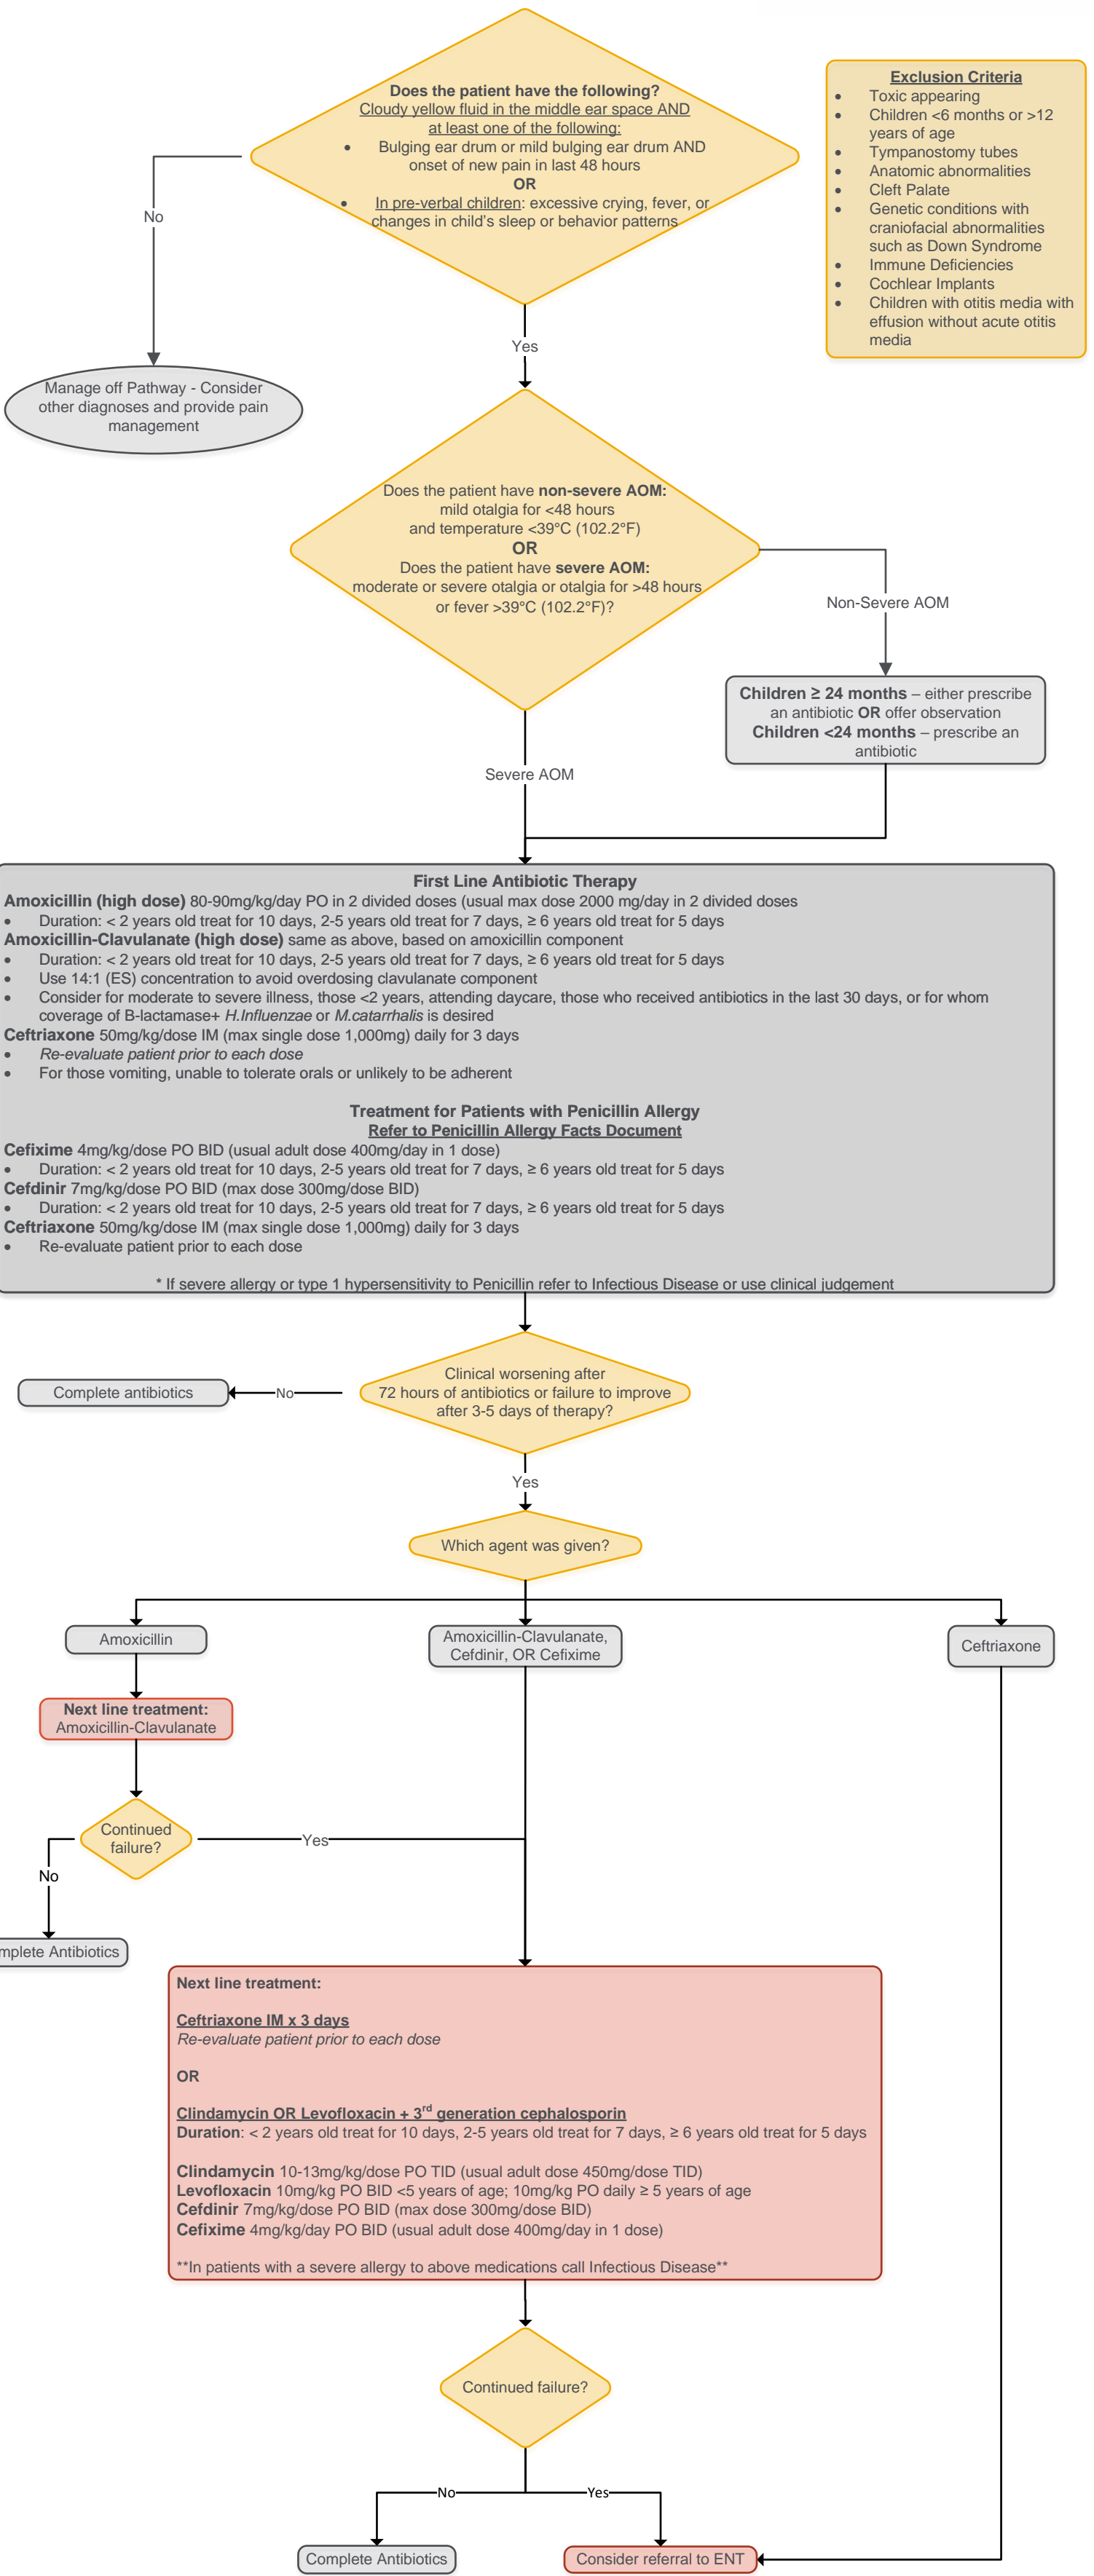 Does the patient have the following?
Cloudy yellow fluid in the middle ear space AND
at least one of the following:
• Bulging ear drum or mild bulging ear drum AND
onset of new pain in last 48 hours
OR
• In pre-verbal children: excessive crying, fever, or
changes in child's sleep or behavior patterns
Exclusion Criteria
• Toxic appearing
• Children <6 months or >12
years of age
• Tympanostomy tubes
• Anatomic abnormalities
• Cleft Palate
• Genetic conditions with
craniofacial abnormalities
such as Down Syndrome
• Immune Deficiencies
• Cochlear Implants
• Children with otitis media with
effusion without acute otitis
media
No
Yes
Manage off Pathway - Consider
other diagnoses and provide pain
management
Does the patient have non-severe AOM:
mild otalgia for <48 hours
and temperature <39°C (102.2°F)
OR
Does the patient have severe AOM:
moderate or severe otalgia or otalgia for >48 hours
or fever >39°C (102.2°F)?
Non-Severe AOM
Children ≥ 24 months – either prescribe
an antibiotic OR offer observation
Children <24 months – prescribe an
antibiotic
Severe AOM
First Line Antibiotic Therapy
Amoxicillin (high dose) 80-90mg/kg/day PO in 2 divided doses (usual max dose 2000 mg/day in 2 divided doses
• Duration: < 2 years old treat for 10 days, 2-5 years old treat for 7 days, ≥ 6 years old treat for 5 days
Amoxicillin-Clavulanate (high dose) same as above, based on amoxicillin component
• Duration: < 2 years old treat for 10 days, 2-5 years old treat for 7 days, ≥ 6 years old treat for 5 days
• Use 14:1 (ES) concentration to avoid overdosing clavulanate component
• Consider for moderate to severe illness, those <2 years, attending daycare, those who received antibiotics in the last 30 days, or for whom
coverage of B-lactamase+ H.Influenzae or M.catarrhalis is desired
Ceftriaxone 50mg/kg/dose IM (max single dose 1,000mg) daily for 3 days
• Re-evaluate patient prior to each dose
• For those vomiting, unable to tolerate orals or unlikely to be adherent
Treatment for Patients with Penicillin Allergy
Refer to Penicillin Allergy Facts Document
Cefixime 4mg/kg/dose PO BID (usual adult dose 400mg/day in 1 dose)
• Duration: < 2 years old treat for 10 days, 2-5 years old treat for 7 days, ≥ 6 years old treat for 5 days
Cefdinir 7mg/kg/dose PO BID (max dose 300mg/dose BID)
• Duration: < 2 years old treat for 10 days, 2-5 years old treat for 7 days, ≥ 6 years old treat for 5 days
Ceftriaxone 50mg/kg/dose IM (max single dose 1,000mg) daily for 3 days
• Re-evaluate patient prior to each dose
* If severe allergy or type 1 hypersensitivity to Penicillin refer to Infectious Disease or use clinical judgement
Clinical worsening after
72 hours of antibiotics or failure to improve
after 3-5 days of therapy?
No
Complete antibiotics
Yes
Which agent was given?
Amoxicillin
Amoxicillin-Clavulanate,
Cefdinir, OR Cefixime
Ceftriaxone
Next line treatment:
Amoxicillin-Clavulanate
Continued
failure?
Yes
No
mplete Antibiotics
Next line treatment:
Ceftriaxone IM x 3 days
Re-evaluate patient prior to each dose
OR
Clindamycin OR Levofloxacin + 3rd generation cephalosporin
Duration: < 2 years old treat for 10 days, 2-5 years old treat for 7 days, ≥ 6 years old treat for 5 days
Clindamycin 10-13mg/kg/dose PO TID (usual adult dose 450mg/dose TID)
Levofloxacin 10mg/kg PO BID <5 years of age; 10mg/kg PO daily ≥ 5 years of age
Cefdinir 7mg/kg/dose PO BID (max dose 300mg/dose BID)
Cefixime 4mg/kg/day PO BID (usual adult dose 400mg/day in 1 dose)
**In patients with a severe allergy to above medications call Infectious Disease**
Continued failure?
No
Yes
Complete Antibiotics
Consider referral to ENT